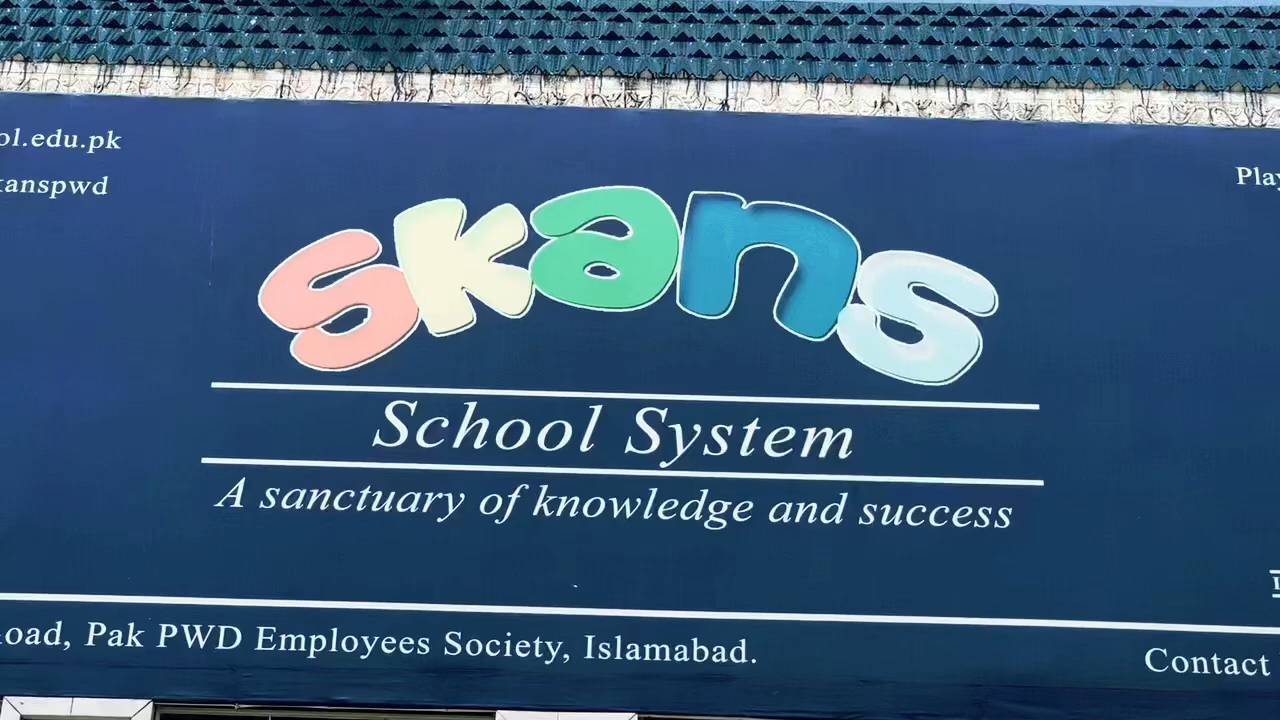 ol.edu.pk
kanspwd
skans
School System
A sanctuary of knowledge and success
oad, Pak PWD Employees Society, Islamabad.
Contact